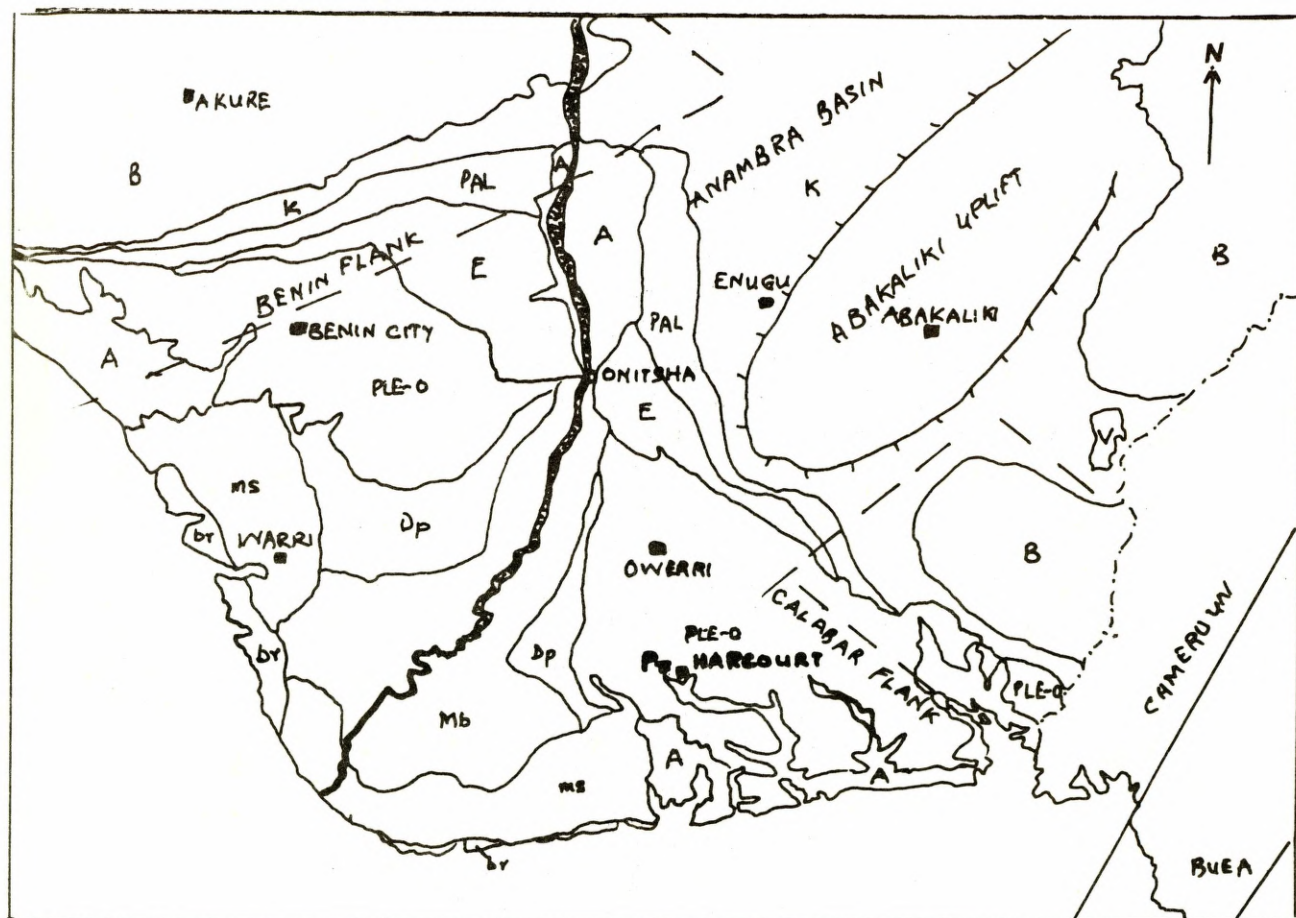 N
AKURE
ANAMBRA BASIN
B
K
PAL
A
A
K
ABAKALIKI UPLIFT
B
BENIN FLANK
E
ENUGU
ABAKALIKI
PAL
BENIN CITY
A
PLE-O
ONITSHA
E
V
ms
Dp
br
WARRI
OWERRI
B
CALABAR FLANK
CAMEROUN
br
Dp
PLE-O
HARCOURT
PLE-O
Mb
A
A
ms
br
BUEA